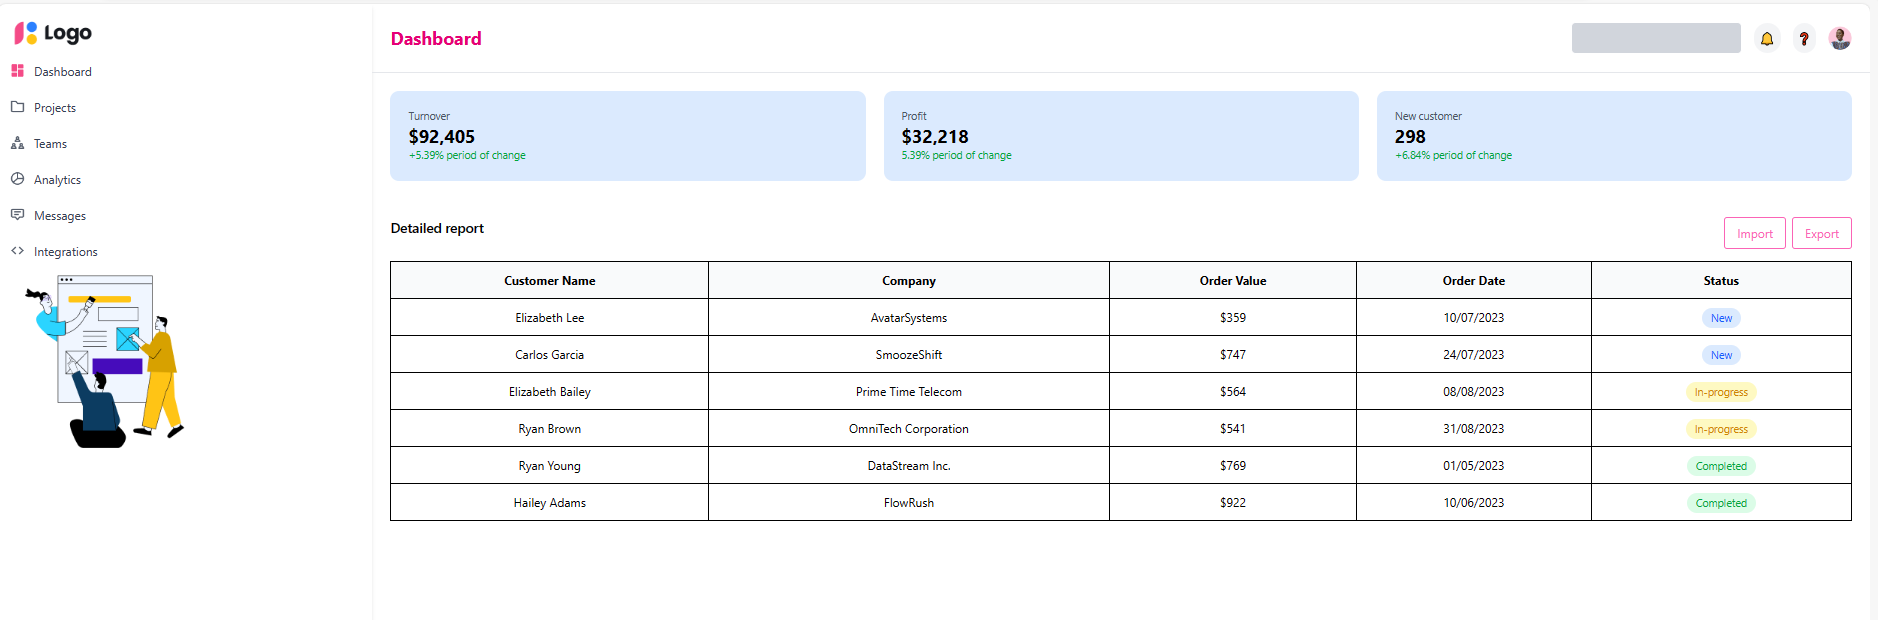 Logo
Dashboard
Projects
Teams
Analytics
Messages
Integrations
Dashboard
Turnover
$92,405
+5.39% period of change
Profit
$32,218
5.39% period of change
New customer
298
+6.84% period of change
Detailed report
Import Export
Customer Name Company Order Value Order Date Status
Elizabeth Lee AvatarSystems $359 10/07/2023 New
Carlos Garcia SmoozeShift $747 24/07/2023 New
Elizabeth Bailey Prime Time Telecom $564 08/08/2023 In-progress
Ryan Brown OmniTech Corporation $541 31/08/2023 In-progress
Ryan Young DataStream Inc. $769 01/05/2023 Completed
Hailey Adams FlowRush $922 10/06/2023 Completed